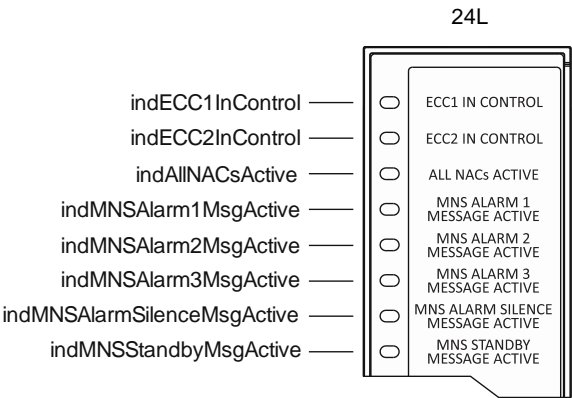 24L
indECC1InControl
ECC1 IN CONTROL
indECC2InControl
ECC2 IN CONTROL
indAllNACsActive
ALL NACs ACTIVE
indMNSAlarm1MsgActive
MNS ALARM 1
MESSAGE ACTIVE
indMNSAlarm2MsgActive
MNS ALARM 2
MESSAGE ACTIVE
indMNSAlarm3MsgActive
MNS ALARM 3
MESSAGE ACTIVE
indMNSAlarmSilenceMsgActive
MNS ALARM SILENCE
MESSAGE ACTIVE
indMNSStandbyMsgActive
MNS STANDBY
MESSAGE ACTIVE